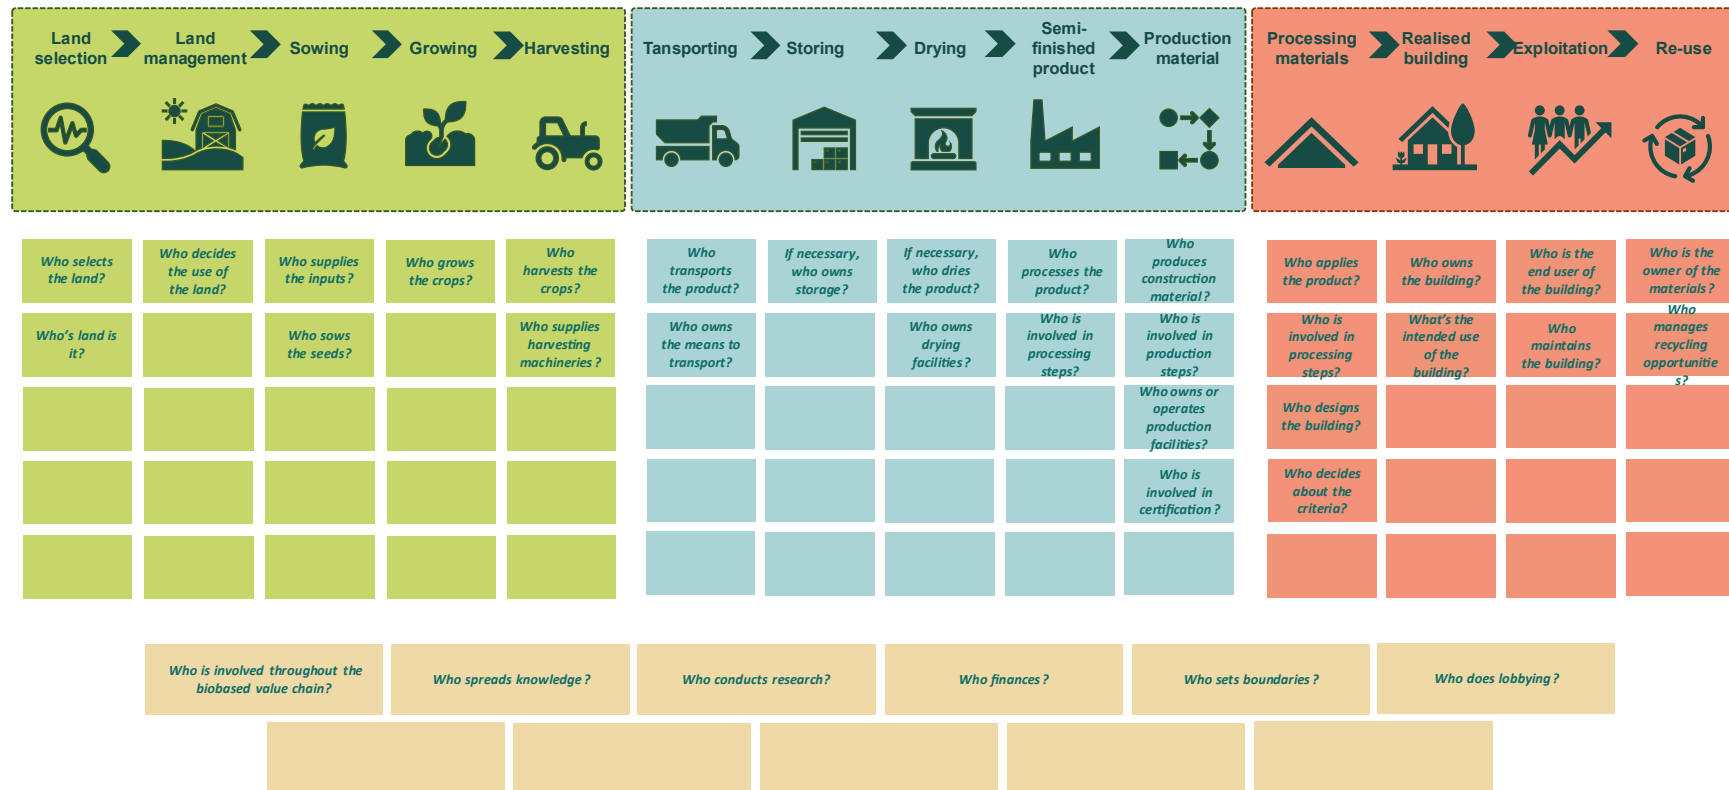 Land
selection
Land
management
Sowing
Growing
Harvesting
Tansporting
Storing
Drying
Semi-
finished
product
Production
material
Processing
materials
Realised
building
Exploitation
Re-use
Who selects
the land?
Who decides
the use of
the land?
Who supplies
the inputs?
Who grows
the crops?
Who
harvests the
crops?
Who
transports
the product?
If necessary,
who owns
storage?
If necessary,
who dries
the product?
Who
processes the
product?
Who
produces
construction
material?
Who applies
the product?
Who owns
the building?
Who is the
end user of
the building?
Who is the
owner of the
materials?
Who's land is
it?
Who sows
the seeds?
Who supplies
harvesting
machineries?
Who owns
the means to
transport?
Who owns
drying
facilities?
Who is
involved in
processing
steps?
Who is
involved in
production
steps?
Who is
involved in
processing
steps?
What's the
intended use
of the
building?
Who
maintains
the building?
Who
manages
recycling
opportunitie
s?
Who owns or
operates
production
facilities?
Who designs
the building?
Who is
involved in
certification?
Who decides
about the
criteria?
Who is involved throughout the
biobased value chain?
Who spreads knowledge?
Who conducts research?
Who finances?
Who sets boundaries?
Who does lobbying?